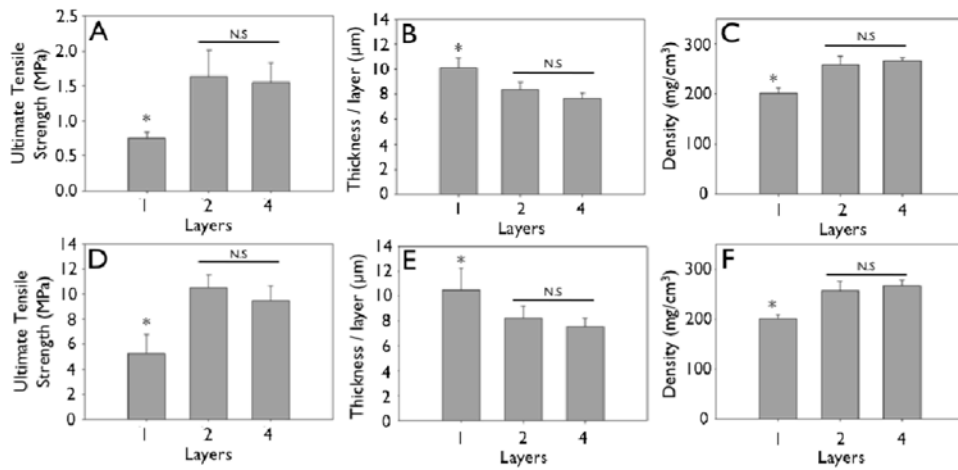 A
Ultimate Tensile
Strength (MPa)
2.5
2.0
1.5
1.0
0.5
0.0
*
N.S
1 2 4
Layers
B
Thickness / layer (μm)
14
12
10
8
6
4
2
0
*
N.S
1 2 4
Layers
C
Density (mg/cm³)
300
200
100
0
*
N.S
1 2 4
Layers
D
Ultimate Tensile
Strength (MPa)
14
12
10
8
6
4
2
0
*
N.S
1 2 4
Layers
E
Thickness / layer (μm)
14
12
10
8
6
4
2
0
*
N.S
1 2 4
Layers
F
Density (mg/cm³)
300
200
100
0
*
N.S
1 2 4
Layers